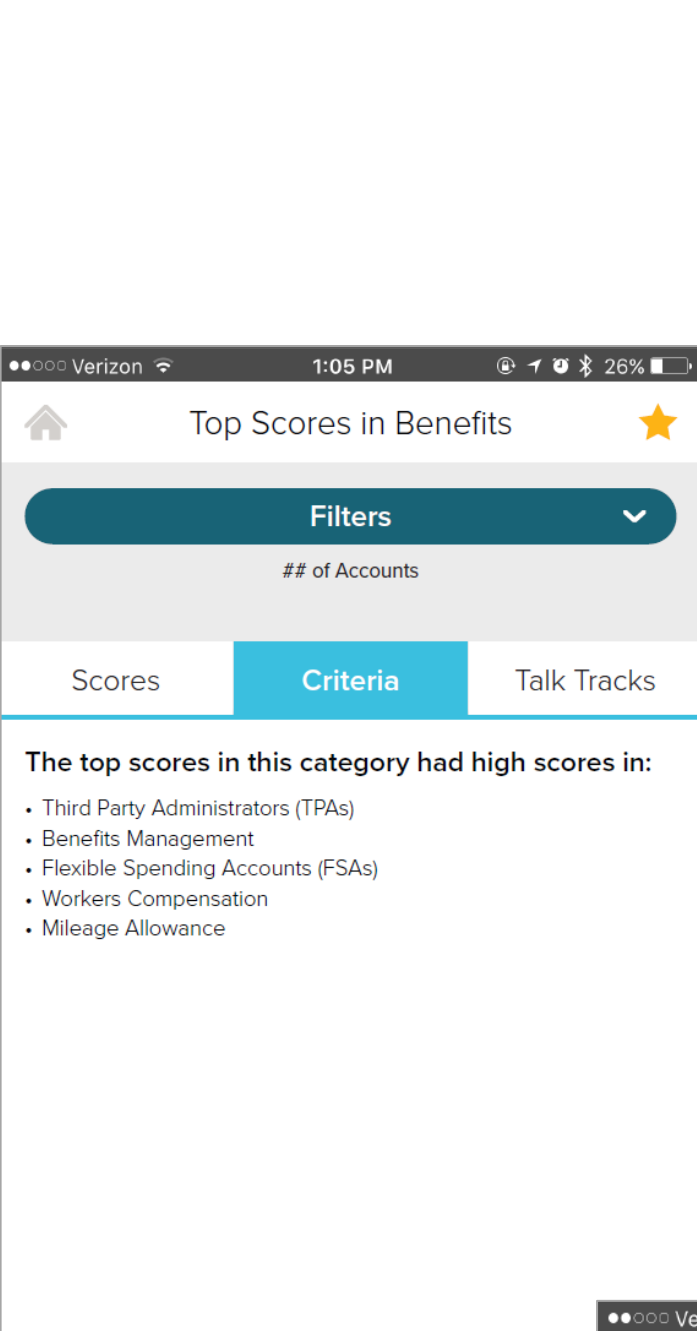 Verizon 1:05 PM 26%
Top Scores in Benefits
Filters
## of Accounts
Scores Criteria Talk Tracks
The top scores in this category had high scores in:
• Third Party Administrators (TPAs)
• Benefits Management
• Flexible Spending Accounts (FSAs)
• Workers Compensation
• Mileage Allowance
Ve